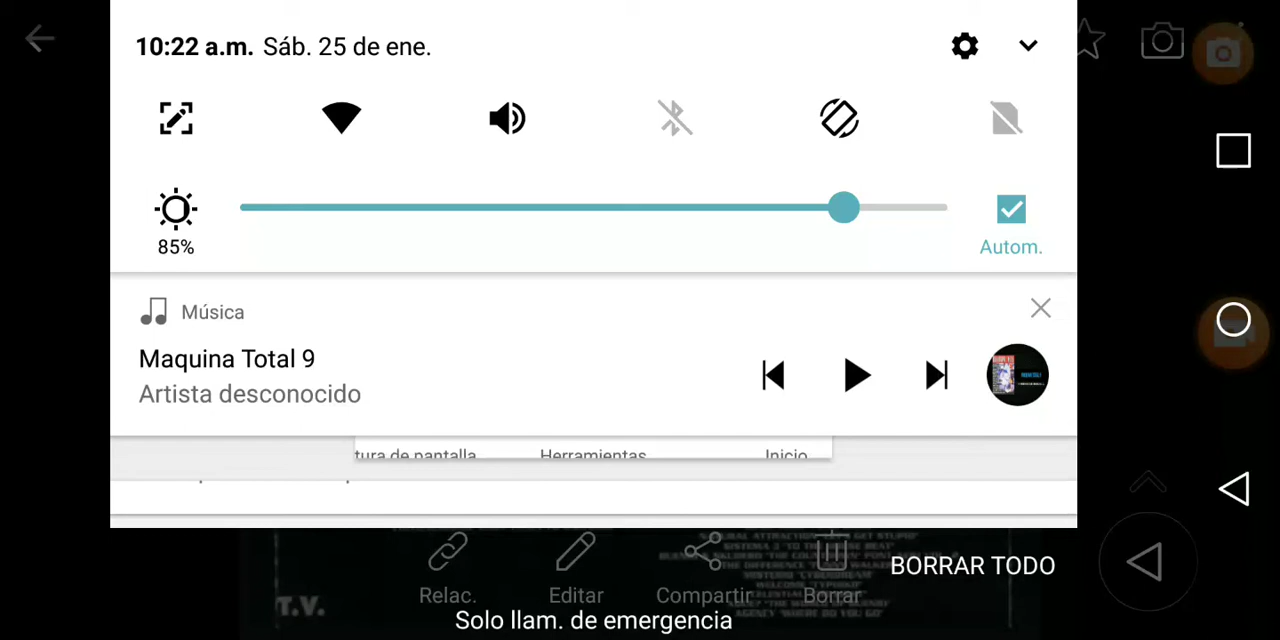 10:22 a.m. Sáb. 25 de ene.
85%
Autom.
Música
Maquina Total 9
Artista desconocido
tura de pantalla Herramientas Inicio
Relac. Editar Compartir Borrar
BORRAR TODO
T.V.
Solo llam. de emergencia